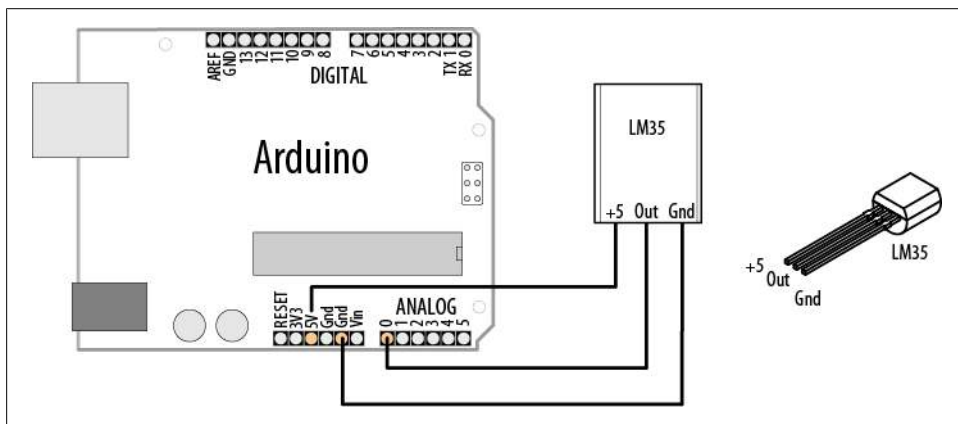 AREF
GND
13
12
11
10
9
8
7
6
5
4
3
2
TX 1
RX 0
DIGITAL
Arduino
LM35
+5 Out Gnd
LM35
+5
Out
Gnd
RESET
3V3
5V
Gnd
Gnd
Vin
ANALOG
0
1
2
3
4
5